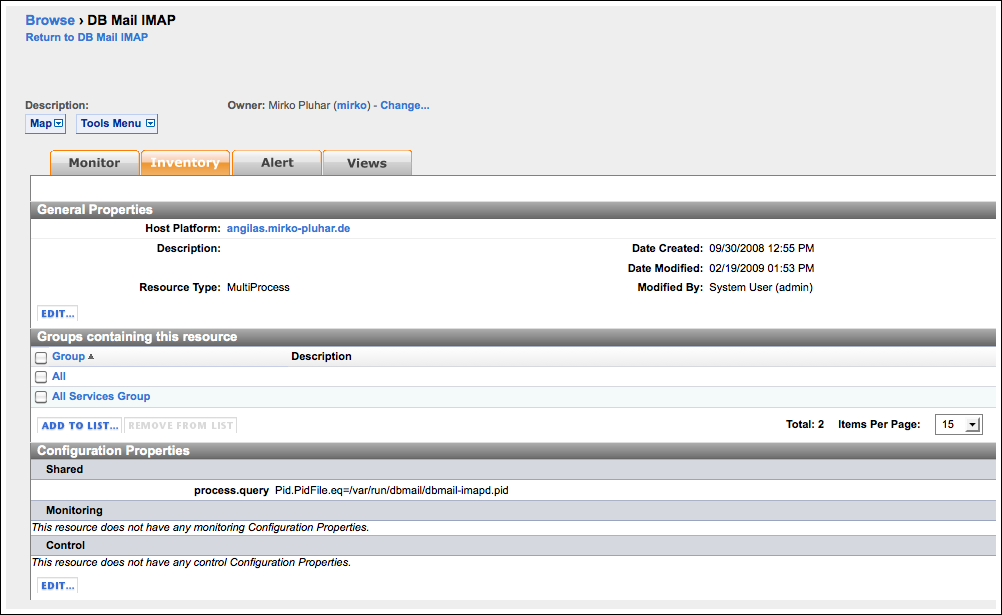 Browse › DB Mail IMAP
Return to DB Mail IMAP
Description: Owner: Mirko Pluhar (mirko) - Change...
Map Tools Menu
Monitor Inventory Alert Views
General Properties
Host Platform: angilas.mirko-pluhar.de
Description: Date Created: 09/30/2008 12:55 PM
Date Modified: 02/19/2009 01:53 PM
Resource Type: MultiProcess Modified By: System User (admin)
EDIT...
Groups containing this resource
Group Description
All
All Services Group
ADD TO LIST... REMOVE FROM LIST Total: 2 Items Per Page: 15
Configuration Properties
Shared
process.query Pid.PidFile.eq=/var/run/dbmail/dbmail-imapd.pid
Monitoring
This resource does not have any monitoring Configuration Properties.
Control
This resource does not have any control Configuration Properties.
EDIT...